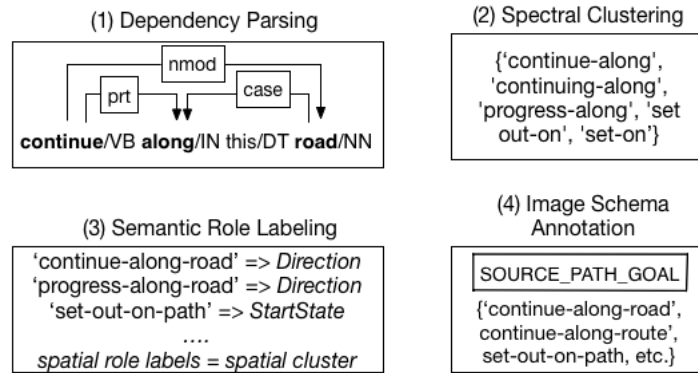 (1) Dependency Parsing
nmod
prt
case
continue/VB along/IN this/DT road/NN
(2) Spectral Clustering
{‘continue-along',
'continuing-along',
'progress-along', 'set
out-on', 'set-on’}
(3) Semantic Role Labeling
‘continue-along-road’ => Direction
‘progress-along-road’ => Direction
‘set-out-on-path’ => StartState
....
spatial role labels = spatial cluster
(4) Image Schema
Annotation
SOURCE_PATH_GOAL
{‘continue-along-road’,
continue-along-route’,
set-out-on-path, etc.}